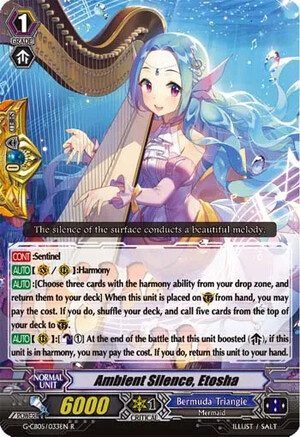 1
GRADE
The silence of the surface conducts a beautiful melody.
CONT :Sentinel
AUTO [ / ]:Harmony
AUTO :[Choose three cards with the harmony ability from your drop zone, and
return them to your deck] When this unit is placed on from hand, you may
pay the cost. If you do, shuffle your deck, and call five cards from the top
of your deck to .
AUTO [ ]:[ 1] At the end of the battle that this unit boosted ( ), if this
unit is in harmony, you may pay the cost. If you do, return this unit to your hand.
NORMAL
UNIT
Ambient Silence, Etosha
POWER
6000
1
CRITICAL
Bermuda Triangle
Mermaid
G-CB05/033EN R
ILLUST / SALT